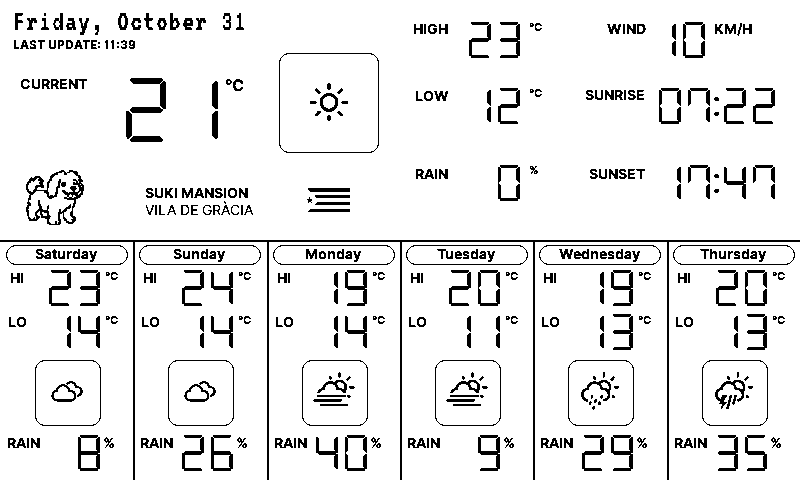 Friday, October 31
LAST UPDATE: 11:39
CURRENT 21 °C
SUKI MANSION
VILA DE GRÀCIA
HIGH 23 °C
LOW 12 °C
RAIN 0 %
WIND 10 KM/H
SUNRISE 07:22
SUNSET 17:47
Saturday
HI 23 °C
LO 14 °C
RAIN 8 %
Sunday
HI 24 °C
LO 14 °C
RAIN 26 %
Monday
HI 19 °C
LO 14 °C
RAIN 40 %
Tuesday
HI 20 °C
LO 11 °C
RAIN 9 %
Wednesday
HI 19 °C
LO 13 °C
RAIN 29 %
Thursday
HI 20 °C
LO 13 °C
RAIN 35 %